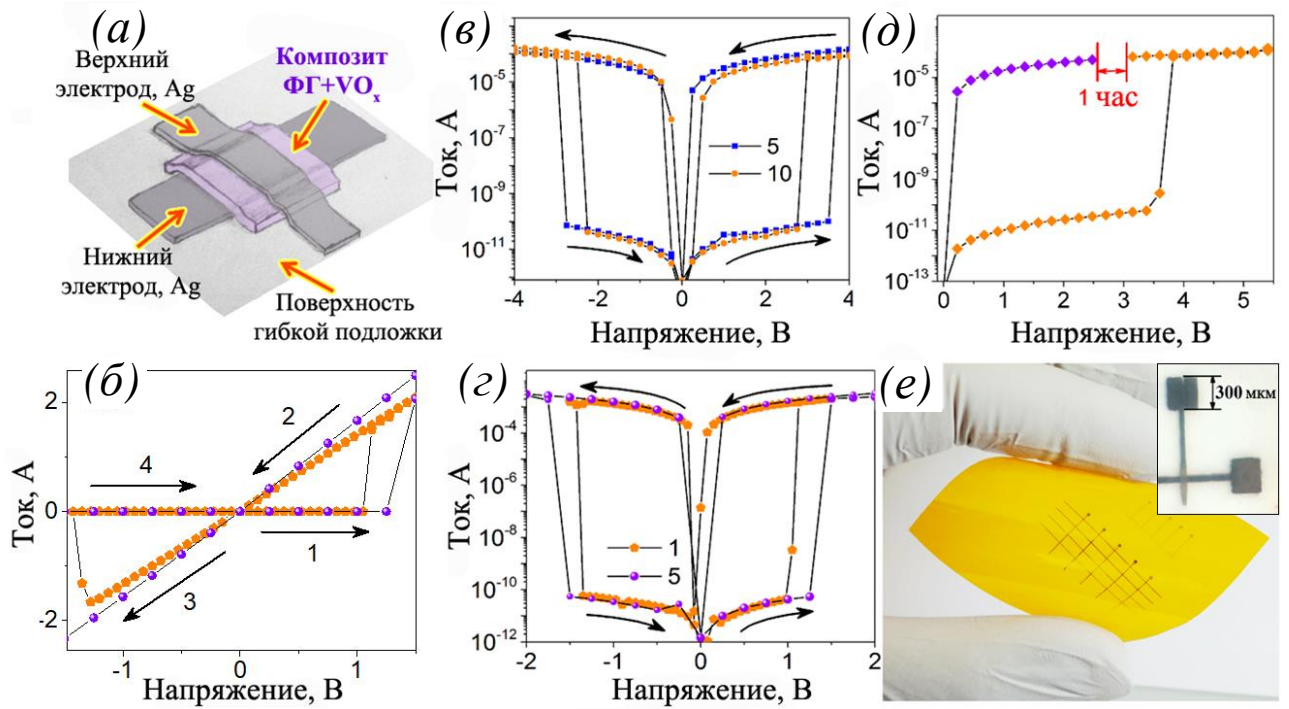 (а)
Верхний
электрод, Ag
Композит
ФГ+VOₓ
Нижний
электрод, Ag
Поверхность
гибкой подложки
(в)
Ток, А
10⁻⁵
10⁻⁷
10⁻⁹
10⁻¹¹
5
10
-4 -2 0 2 4
Напряжение, В
(д)
Ток, А
10⁻⁵
10⁻⁷
10⁻⁹
10⁻¹¹
10⁻¹³
1 час
0 1 2 3 4 5
Напряжение, В
(б)
Ток, А
2
0
-2
2
4
1
3
-1 0 1
Напряжение, В
(г)
Ток, А
10⁻⁴
10⁻⁶
10⁻⁸
10⁻¹⁰
10⁻¹²
1
5
-2 -1 0 1 2
Напряжение, В
(е)
300 мкм